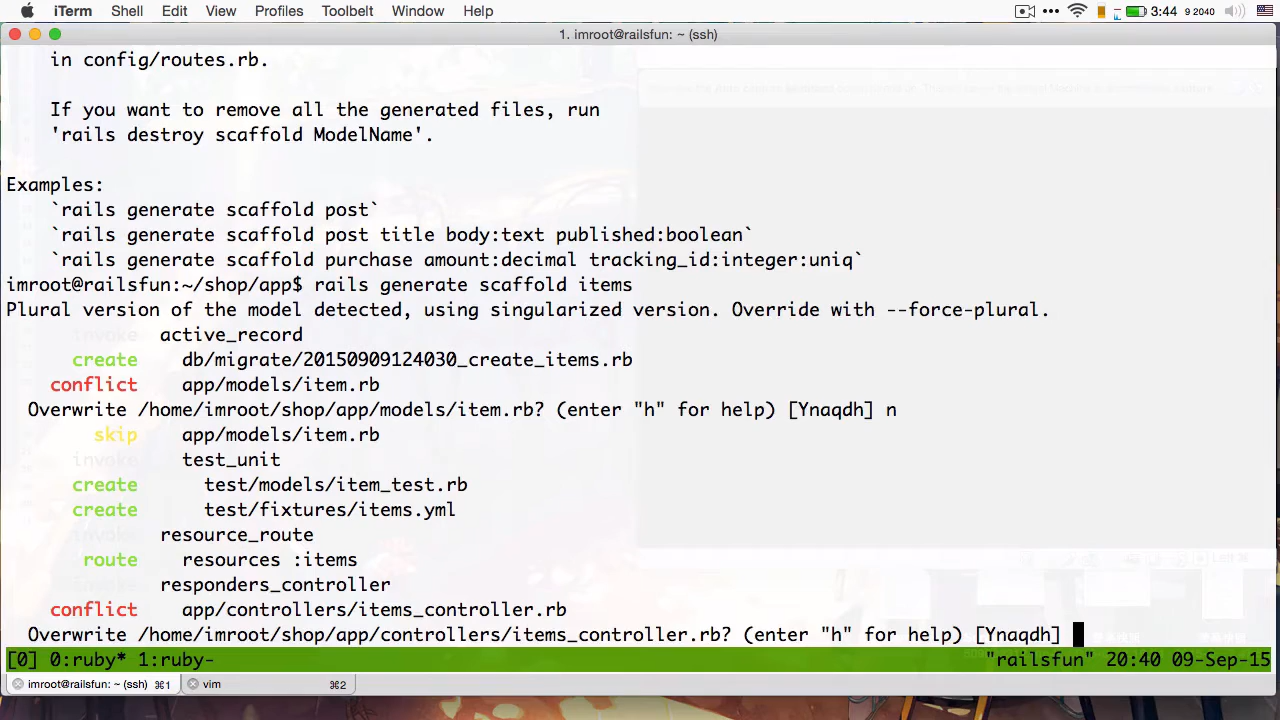 iTerm Shell Edit View Profiles Toolbelt Window Help 3:44 9 2040
1. imroot@railsfun: ~ (ssh)
in config/routes.rb.
If you want to remove all the generated files, run
'rails destroy scaffold ModelName'.
Examples:
`rails generate scaffold post`
`rails generate scaffold post title body:text published:boolean`
`rails generate scaffold purchase amount:decimal tracking_id:integer:uniq`
imroot@railsfun:~/shop/app$ rails generate scaffold items
Plural version of the model detected, using singularized version. Override with --force-plural.
invoke active_record
create db/migrate/20150909124030_create_items.rb
conflict app/models/item.rb
Overwrite /home/imroot/shop/app/models/item.rb? (enter "h" for help) [Ynaqdh] n
skip app/models/item.rb
invoke test_unit
create test/models/item_test.rb
create test/fixtures/items.yml
invoke resource_route
route resources :items
invoke responders_controller
conflict app/controllers/items_controller.rb
Overwrite /home/imroot/shop/app/controllers/items_controller.rb? (enter "h" for help) [Ynaqdh]
[0] 0:ruby* 1:ruby- "railsfun" 20:40 09-Sep-15
imroot@railsfun: ~ (ssh) ⌘1 vim ⌘2